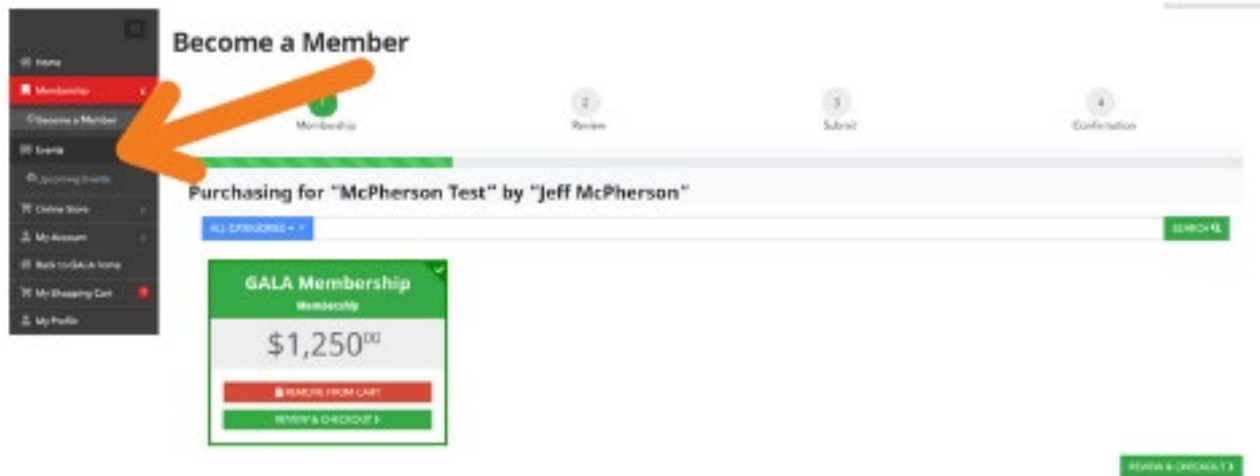 Become a Member
Home
Membership
Become a Member
Events
Upcoming Events
Online Store
My Account
Back to GALA home
My Shopping Cart
My Profile
1
Membership
2
Review
3
Submit
4
Confirmation
Purchasing for "McPherson Test" by "Jeff McPherson"
ALL CATEGORIES
SEARCH
GALA Membership
Membership
$1,250.00
REMOVE FROM CART
REVIEW & CHECKOUT
REVIEW & CHECKOUT